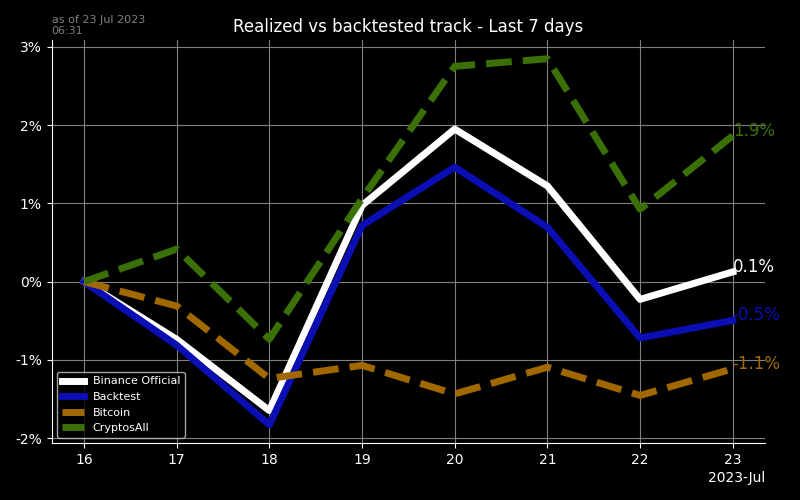 as of 23 Jul 2023
06:31
Realized vs backtested track - Last 7 days
3%
2%
1%
0%
-1%
-2%
1.9%
0.1%
-0.5%
-1.1%
Binance Official
Backtest
Bitcoin
CryptosAll
16 17 18 19 20 21 22 23
2023-Jul